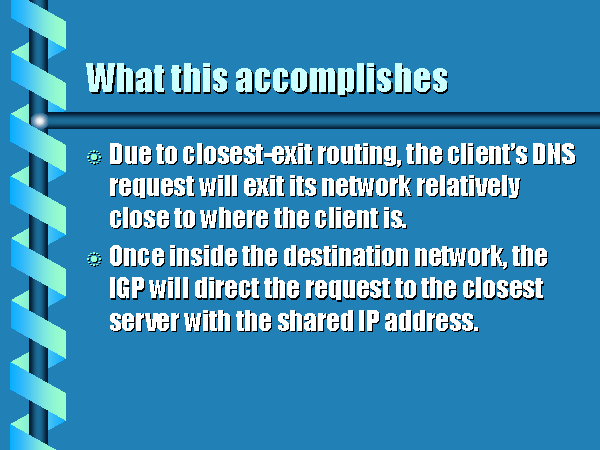 What this accomplishes
Due to closest-exit routing, the client’s DNS
request will exit its network relatively
close to where the client is.
Once inside the destination network, the
IGP will direct the request to the closest
server with the shared IP address.